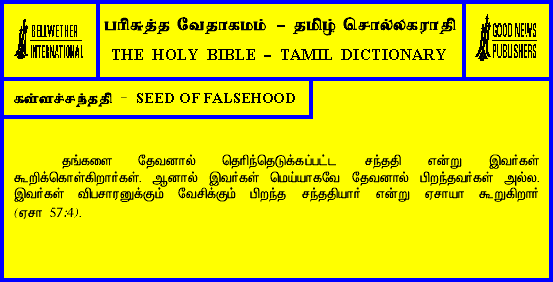 BELLWETHER
INTERNATIONAL
பரிசுத்த வேதாகமம் – தமிழ் சொல்லகராதி
THE HOLY BIBLE – TAMIL DICTIONARY
GOOD NEWS
PUBLISHERS
கள்ளச்சந்ததி - SEED OF FALSEHOOD
தங்களை தேவனால் தெரிந்தெடுக்கப்பட்ட சந்ததி என்று இவர்கள்
கூறிக்கொள்கிறார்கள். ஆனால் இவர்கள் மெய்யாகவே தேவனால் பிறந்தவர்கள் அல்ல.
இவர்கள் விபசாரனுக்கும் வேசிக்கும் பிறந்த சந்ததியார் என்று ஏசாயா கூறுகிறார்
(ஏசா 57:4).